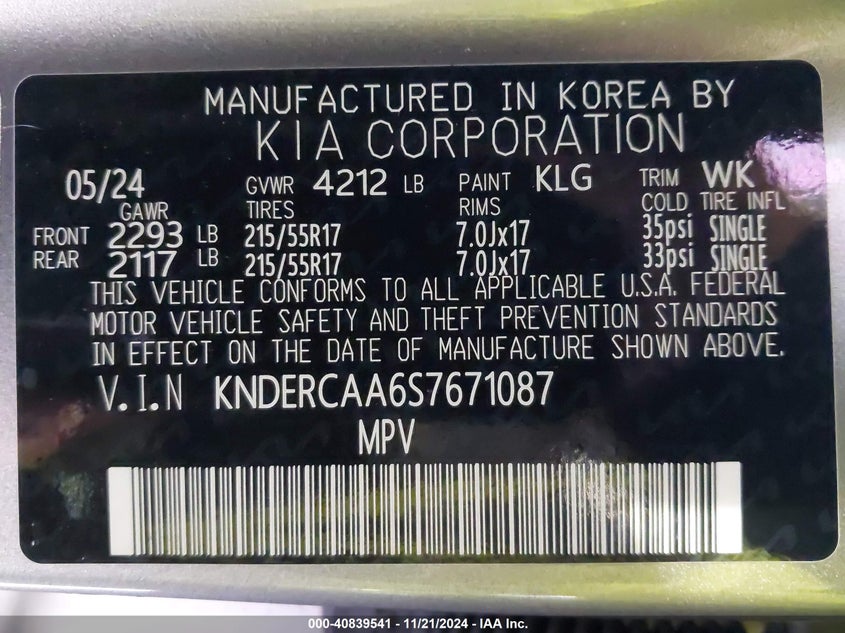 MANUFACTURED IN KOREA BY
KIA CORPORATION
05/24 GVWR 4212 LB PAINT KLG TRIM WK
GAWR TIRES RIMS COLD TIRE INFL
FRONT 2293 LB 215/55R17 7.0Jx17 35psi SINGLE
REAR 2117 LB 215/55R17 7.0Jx17 33psi SINGLE
THIS VEHICLE CONFORMS TO ALL APPLICABLE U.S.A. FEDERAL
MOTOR VEHICLE SAFETY AND THEFT PREVENTION STANDARDS
IN EFFECT ON THE DATE OF MANUFACTURE SHOWN ABOVE.
V.I.N KNDERCAA6S7671087
MPV
000-40839541 - 11/21/2024 - IAA Inc.